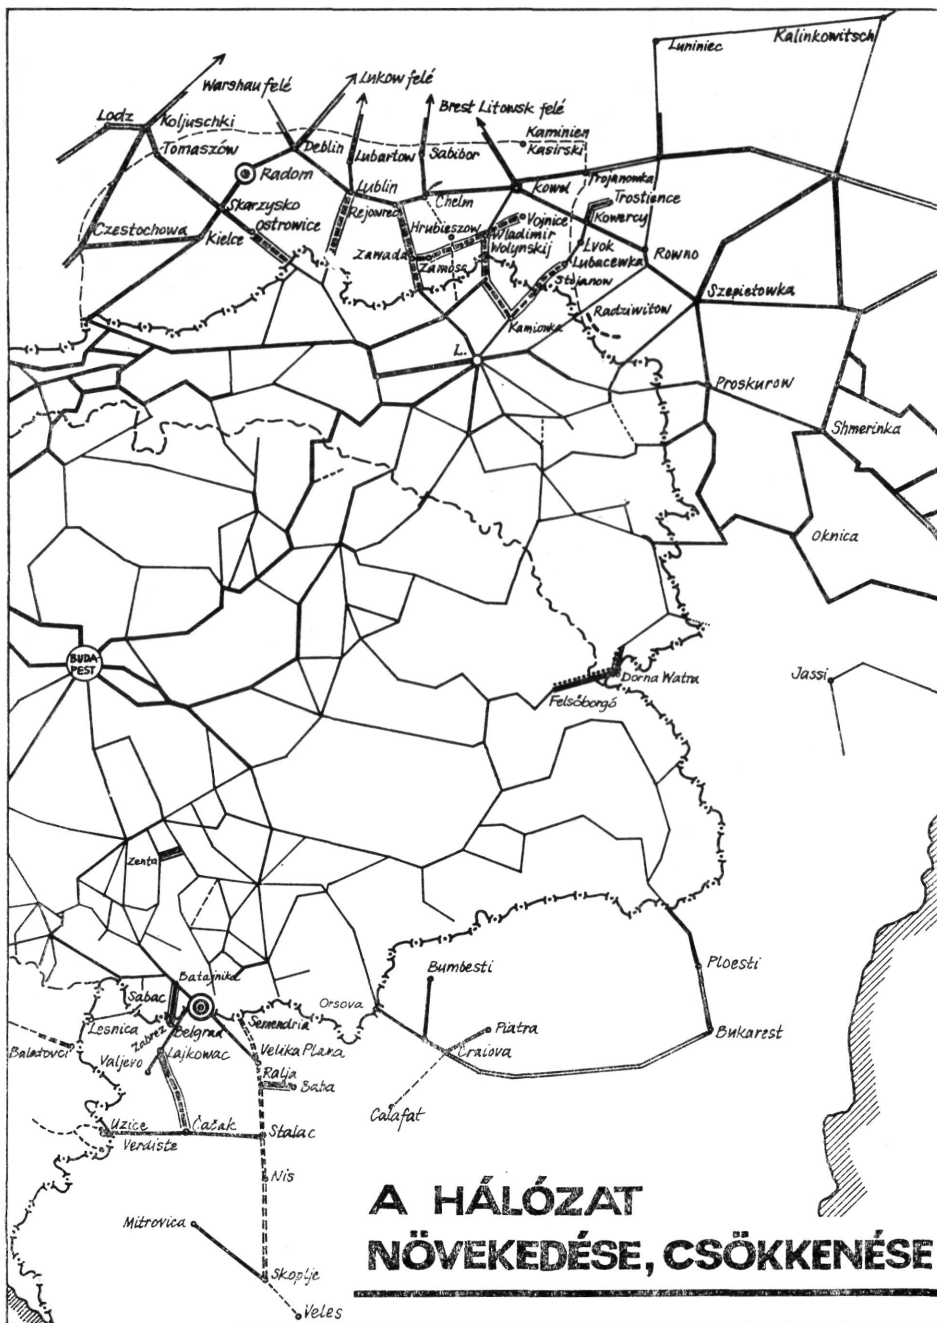 Kalinkowitsch
Luniniec
Warshau felé
Lukow felé
Brest Litowsk felé
Lodz
Koljuschki
Tomaszów
Deblin
Lubartow
Sabibor
Kaminien
Kasirski
Radom
Lublin
Rejowrec
Chelm
Kowel
Trojanowka
Trostience
Kowercy
Skarzysko
ostrowice
Kielce
Czestochowa
Hrubieszow
Vojnice
Wladimir
Wolynskij
Lvok
Rowno
Zawada
Zamosc
Lubacewka
Stojanow
Szepietowka
Kamionka
Radziwitow
L.
Proskurow
Shmerinka
Oknica
BUDA-
PEST
Dorna Watra
Felsőborgó
Jassi
Zenta
Batajnika
Sabac
Bumbesti
Ploesti
Orsova
Lesnica
Zabrez
Belgrad
Semendria
Piatra
Bukarest
Baladovci
Valjevo
Lajkowac
Velika Plana
Craiova
Ralja
Baba
Calafat
Uzice
Čačak
Verdiste
Stalac
Nis
Mitrovica
Skoplje
Veles
A HÁLÓZAT
NÖVEKEDÉSE, CSÖKKENÉSE